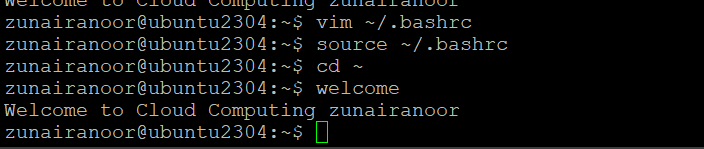 Welcome to Cloud Computing zunairanoor
zunairanoor@ubuntu2304:~$ vim ~/.bashrc
zunairanoor@ubuntu2304:~$ source ~/.bashrc
zunairanoor@ubuntu2304:~$ cd ~
zunairanoor@ubuntu2304:~$ welcome
Welcome to Cloud Computing zunairanoor
zunairanoor@ubuntu2304:~$